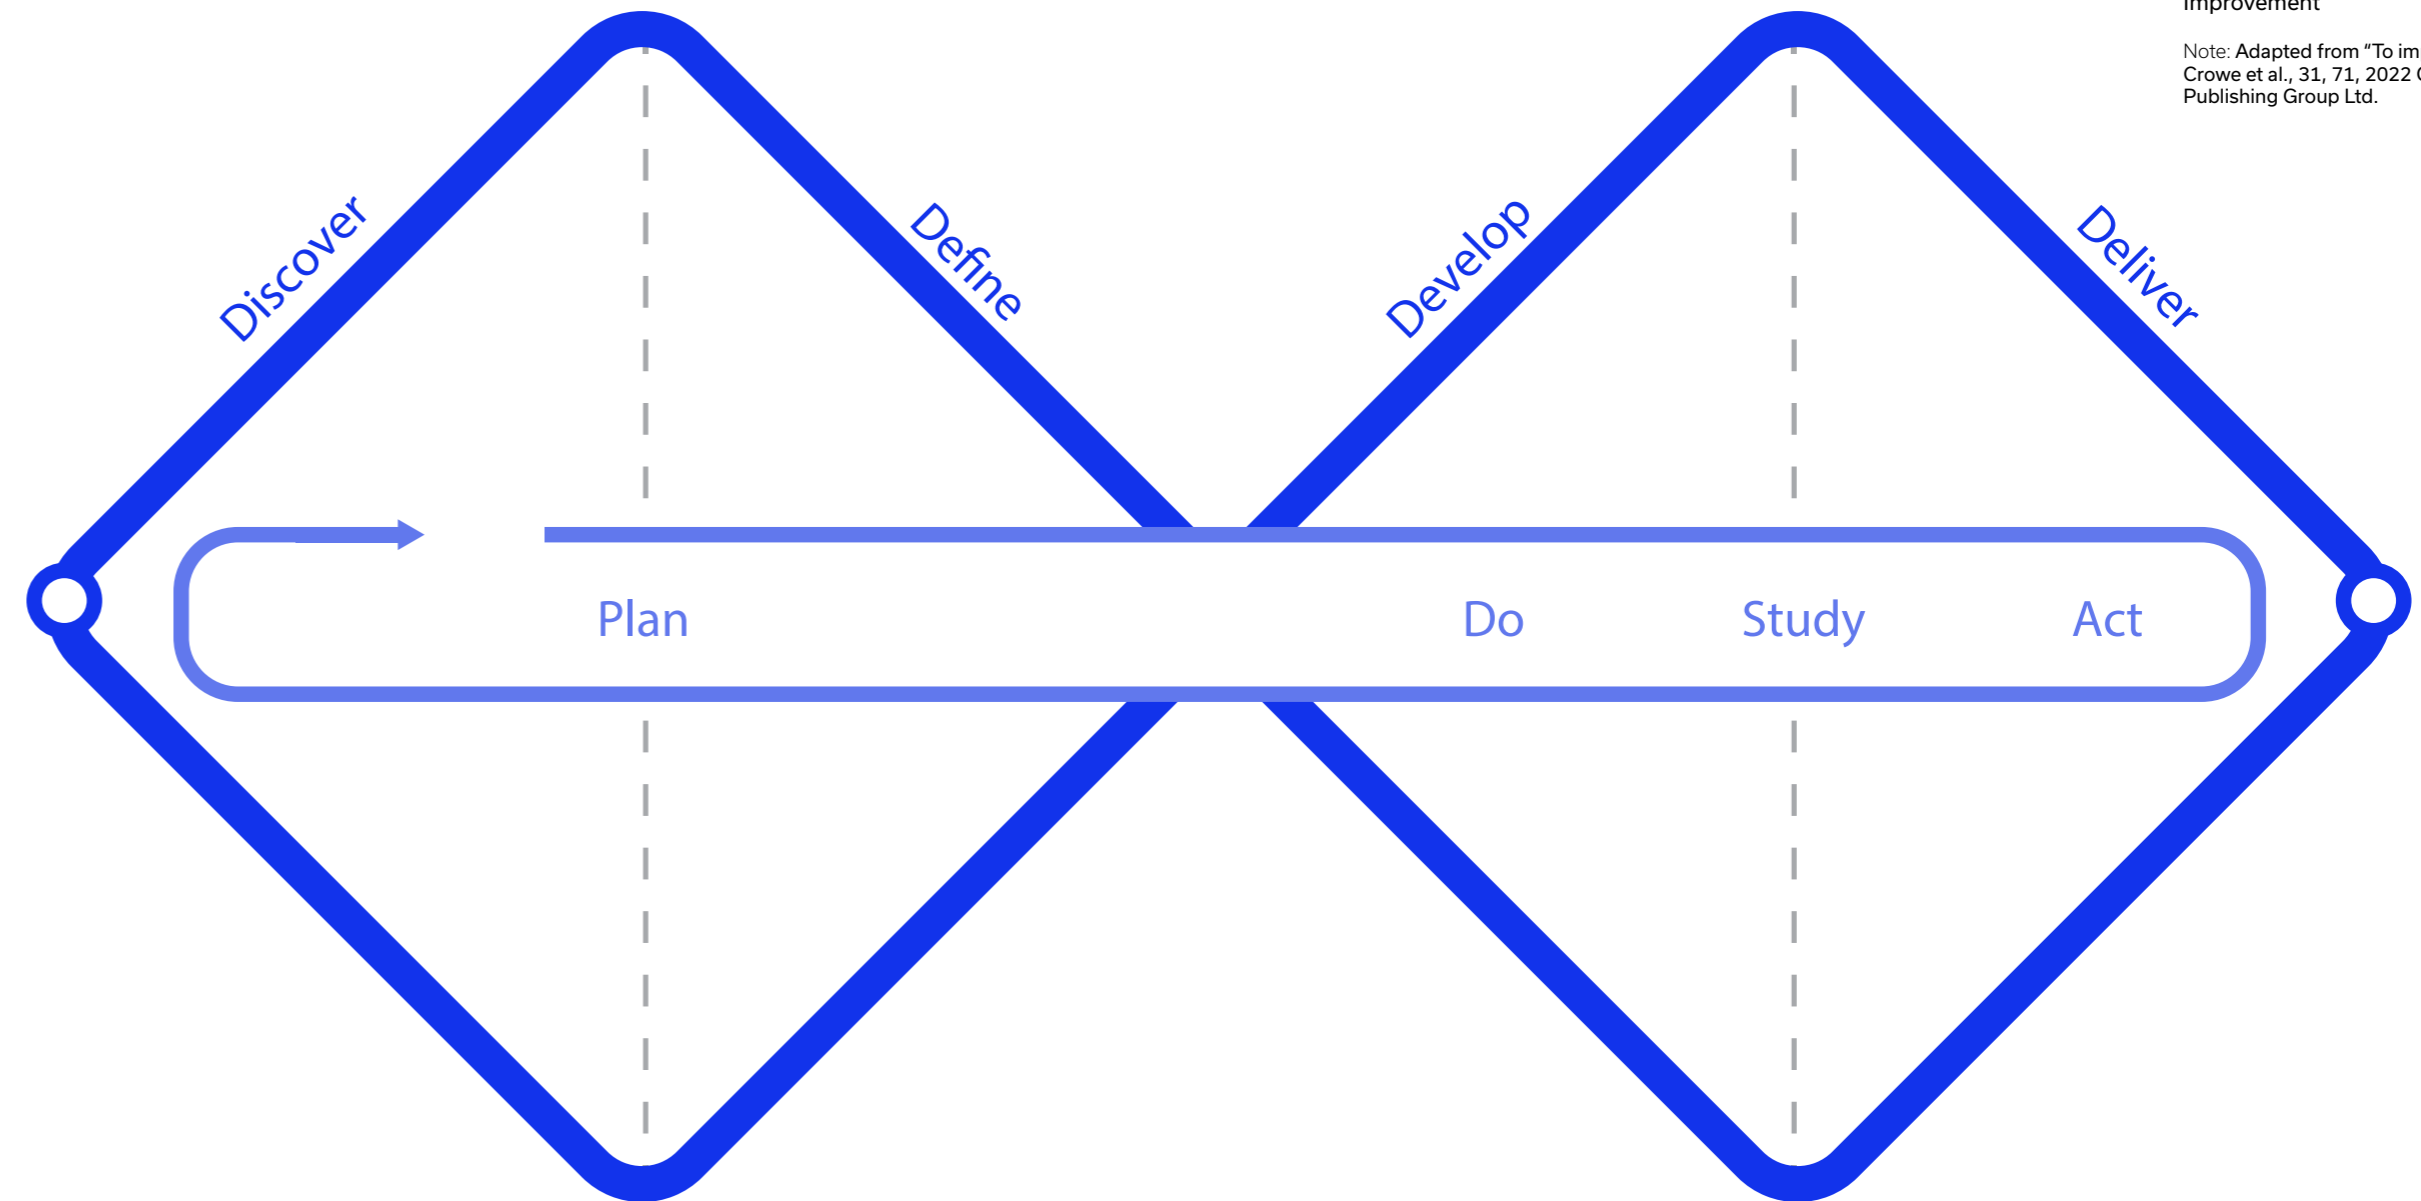 Improvement
Note: Adapted from “To im
Crowe et al., 31, 71, 2022
Publishing Group Ltd.
Discover
Define
Develop
Deliver
Plan
Do
Study
Act